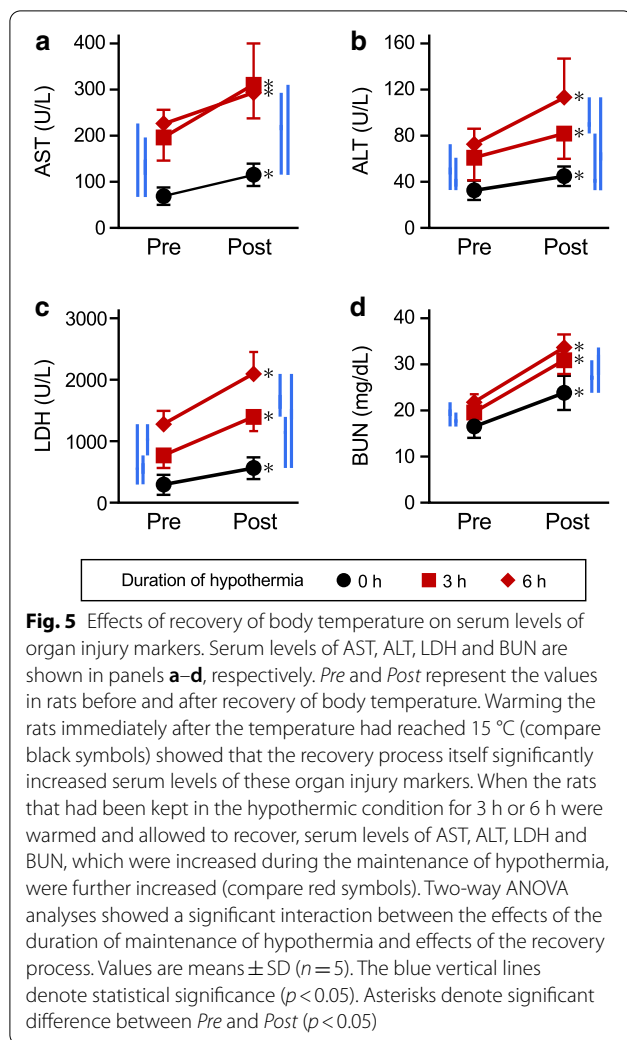 a
b
400
300
200
100
0
AST (U/L)
Pre
Post
*
*
*
160
120
80
40
0
ALT (U/L)
Pre
Post
*
*
*
c
d
3000
2000
1000
0
LDH (U/L)
Pre
Post
*
*
*
40
30
20
10
0
BUN (mg/dL)
Pre
Post
*
*
*
Duration of hypothermia 0 h 3 h 6 h
Fig. 5 Effects of recovery of body temperature on serum levels of
organ injury markers. Serum levels of AST, ALT, LDH and BUN are
shown in panels a–d, respectively. Pre and Post represent the values
in rats before and after recovery of body temperature. Warming the
rats immediately after the temperature had reached 15 °C (compare
black symbols) showed that the recovery process itself significantly
increased serum levels of these organ injury markers. When the rats
that had been kept in the hypothermic condition for 3 h or 6 h were
warmed and allowed to recover, serum levels of AST, ALT, LDH and
BUN, which were increased during the maintenance of hypothermia,
were further increased (compare red symbols). Two-way ANOVA
analyses showed a significant interaction between the effects of the
duration of maintenance of hypothermia and effects of the recovery
process. Values are means ± SD (n = 5). The blue vertical lines
denote statistical significance (p < 0.05). Asterisks denote significant
difference between Pre and Post (p < 0.05)